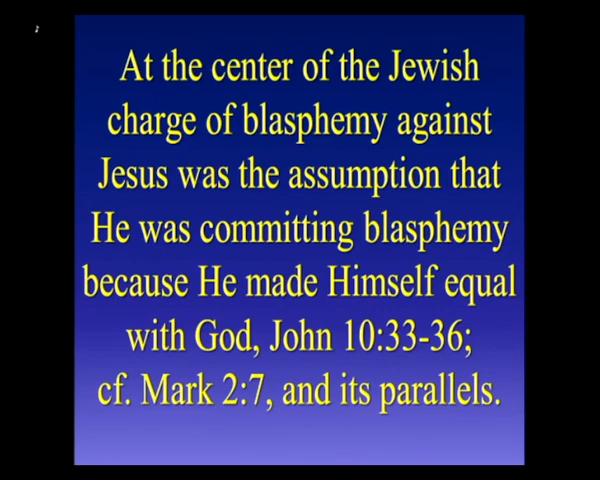 At the center of the Jewish
charge of blasphemy against
Jesus was the assumption that
He was committing blasphemy
because He made Himself equal
with God, John 10:33-36;
cf. Mark 2:7, and its parallels.